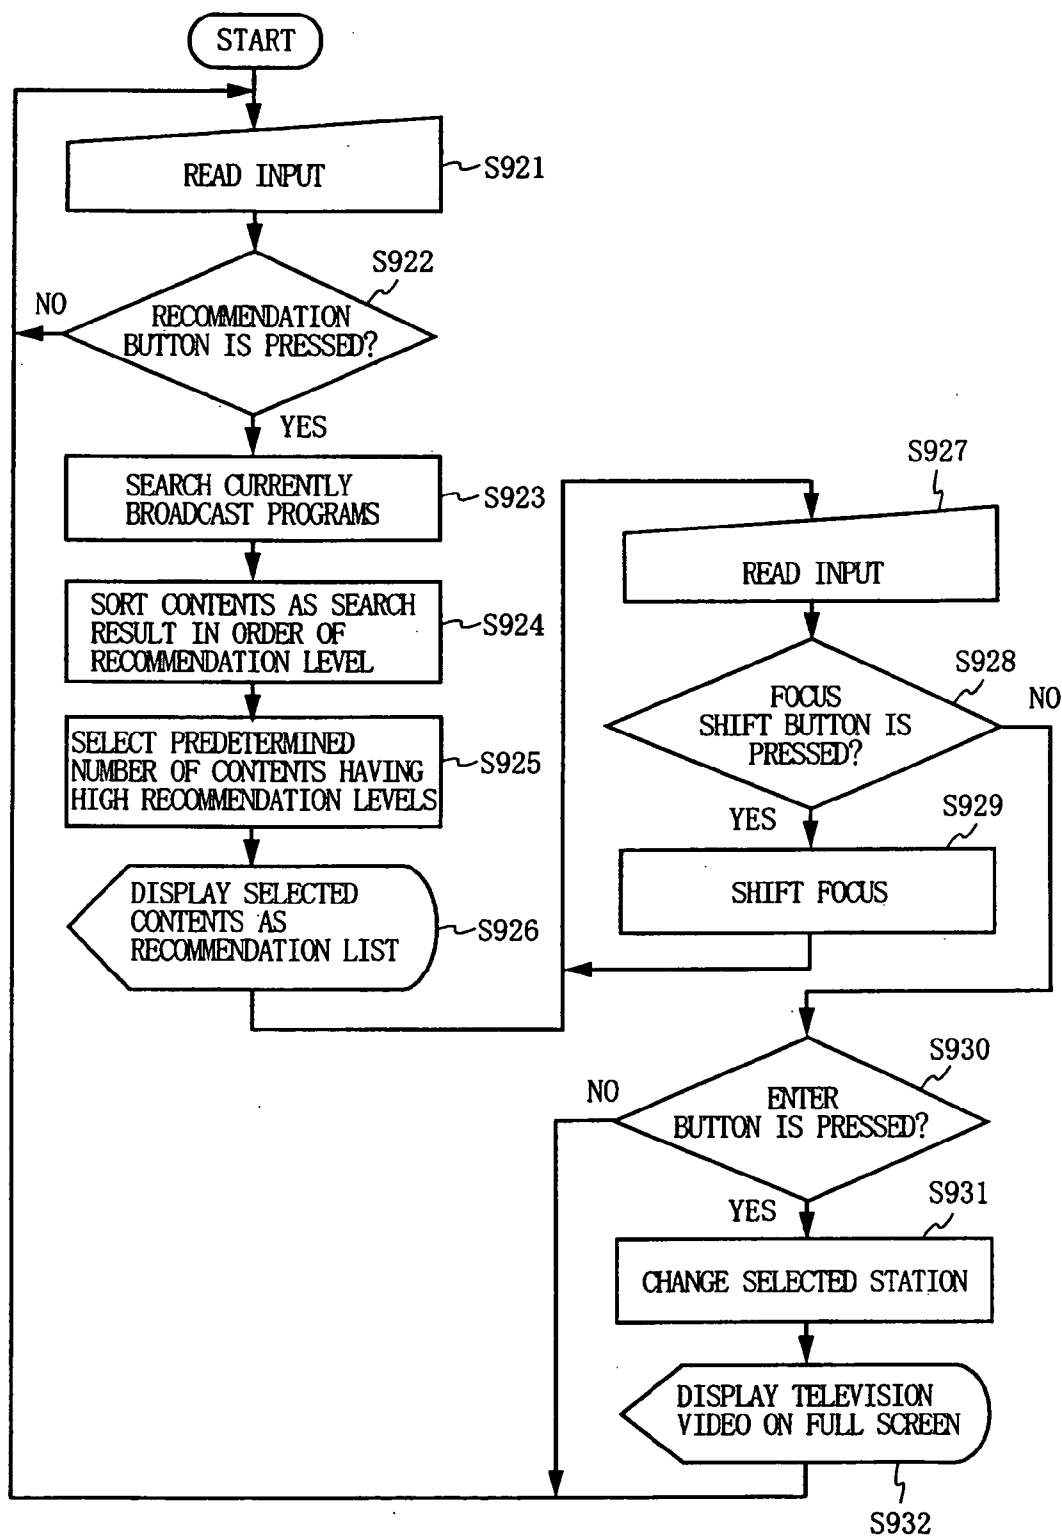 START
READ INPUT
S921
S922
NO
RECOMMENDATION
BUTTON IS PRESSED?
YES
SEARCH CURRENTLY
BROADCAST PROGRAMS
S923
SORT CONTENTS AS SEARCH
RESULT IN ORDER OF
RECOMMENDATION LEVEL
S924
SELECT PREDETERMINED
NUMBER OF CONTENTS HAVING
HIGH RECOMMENDATION LEVELS
S925
DISPLAY SELECTED
CONTENTS AS
RECOMMENDATION LIST
S926
S927
READ INPUT
S928
NO
FOCUS
SHIFT BUTTON IS
PRESSED?
YES
S929
SHIFT FOCUS
S930
NO
ENTER
BUTTON IS PRESSED?
YES
S931
CHANGE SELECTED STATION
DISPLAY TELEVISION
VIDEO ON FULL SCREEN
S932